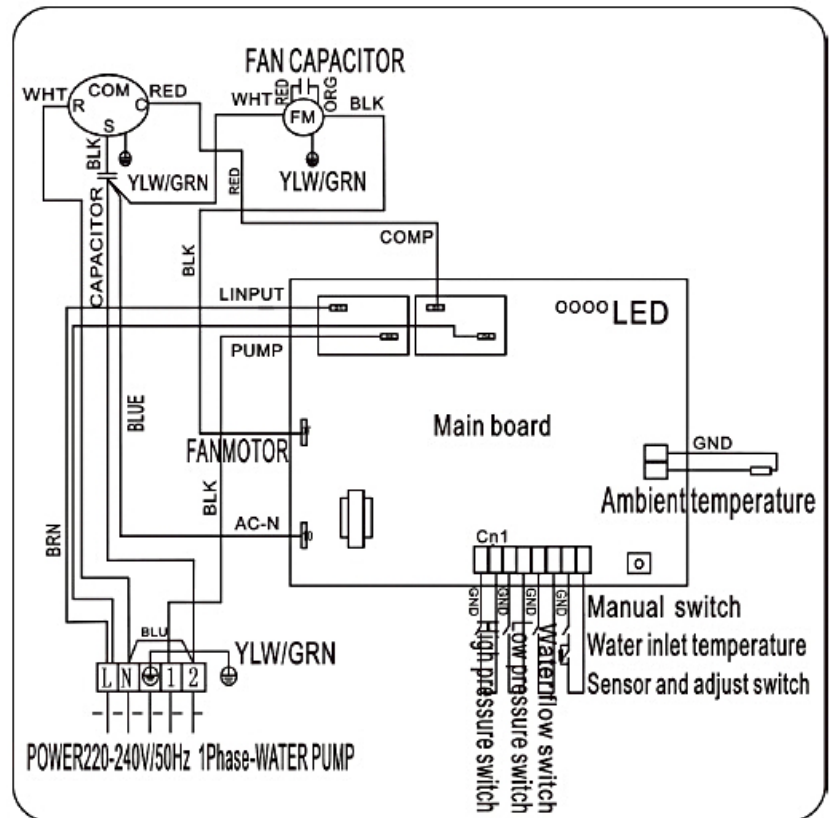 FAN CAPACITOR
WHT R COM C RED
S
BLK
YLW/GRN
CAPACITOR
WHT RED ORG BLK
FM
YLW/GRN
RED
BLK
COMP
LINPUT
PUMP
oooo LED
BLUE
Main board
FANMOTOR
GND
Ambient temperature
BLK
AC-N
BRN
Cn1
GND GND GND GND
High pressure switch
Low pressure switch
Waterflow switch
Manual switch
Water inlet temperature
Sensor and adjust switch
BLU
YLW/GRN
L N 1 2
POWER220-240V/50Hz 1Phase-WATER PUMP